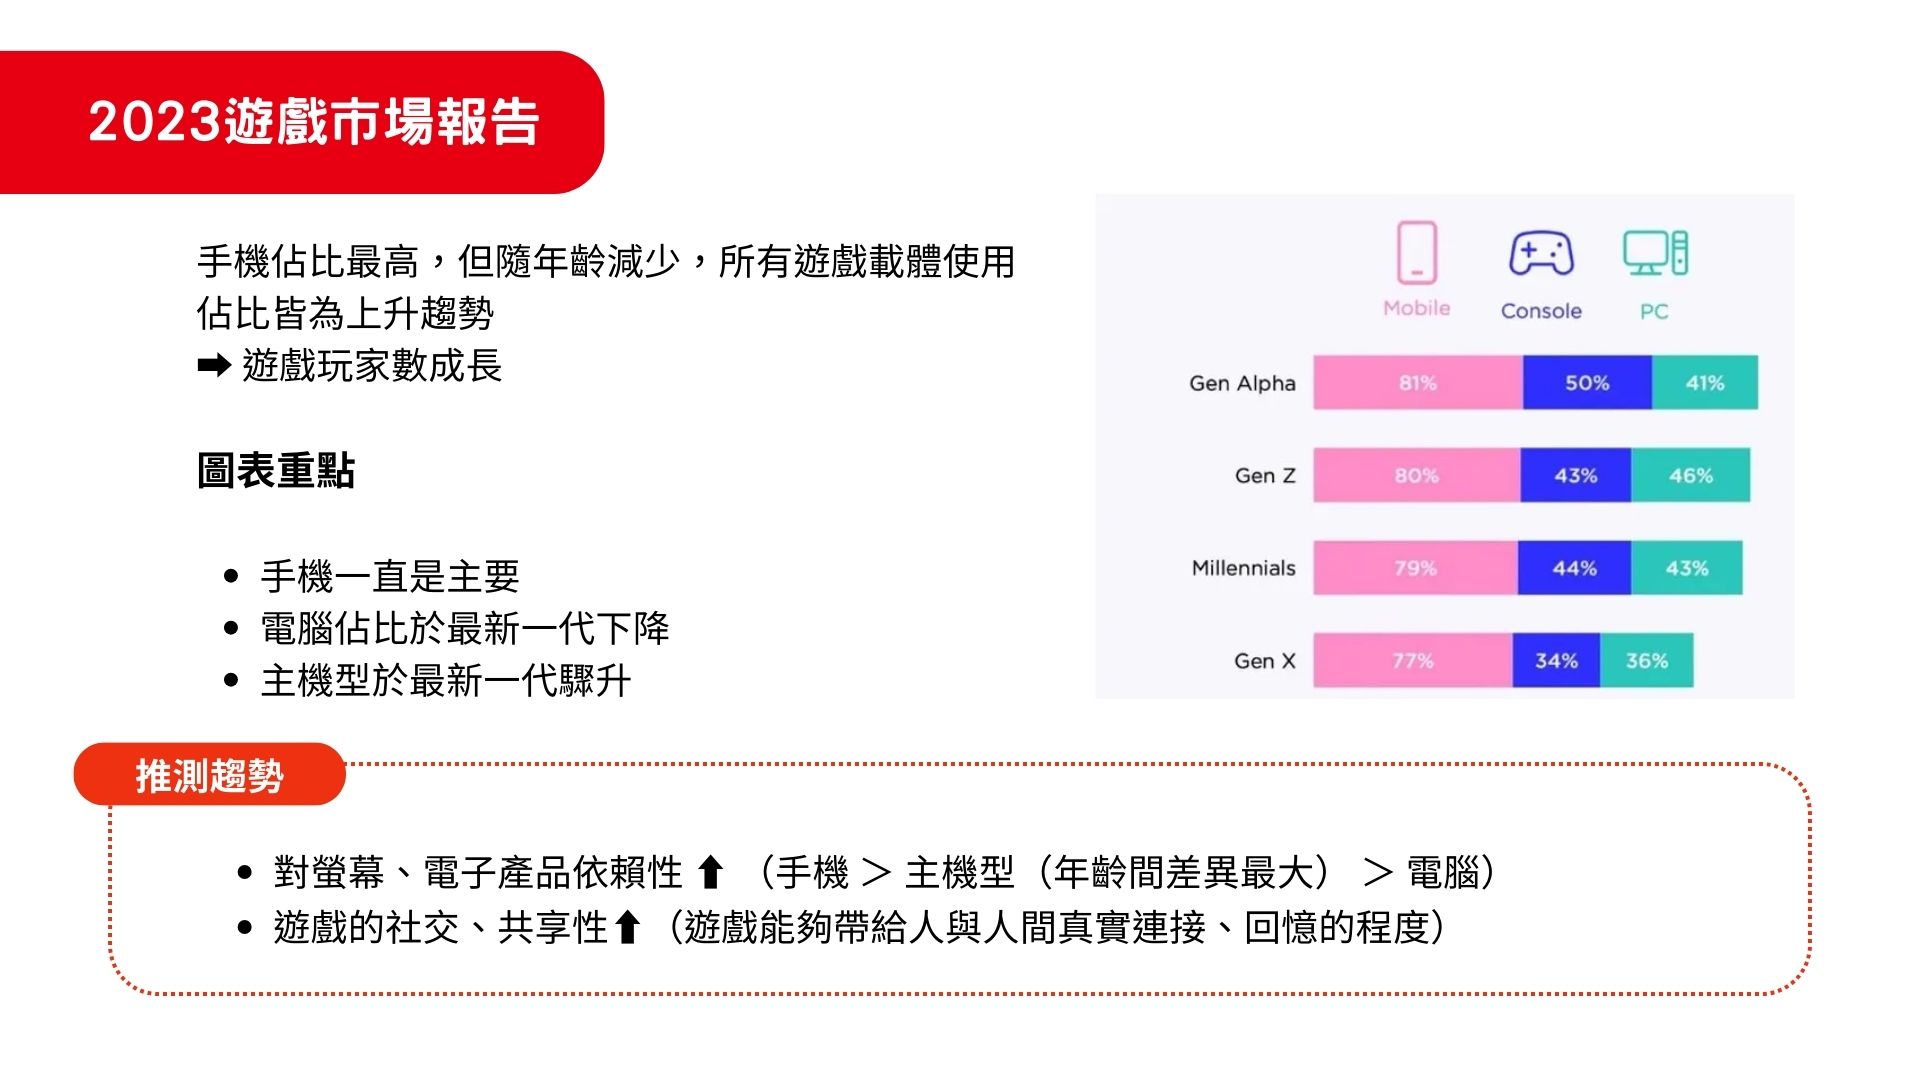 2023遊戲市場報告
手機佔比最高，但隨年齡減少，所有遊戲載體使用
佔比皆為上升趨勢
➡ 遊戲玩家數成長
圖表重點
• 手機一直是主要
• 電腦佔比於最新一代下降
• 主機型於最新一代驟升
Mobile Console PC
Gen Alpha 81% 50% 41%
Gen Z 80% 43% 46%
Millennials 79% 44% 43%
Gen X 77% 34% 36%
推測趨勢
• 對螢幕、電子產品依賴性 ⬆ （手機 ＞ 主機型（年齡間差異最大） ＞ 電腦）
• 遊戲的社交、共享性⬆（遊戲能夠帶給人與人間真實連接、回憶的程度）